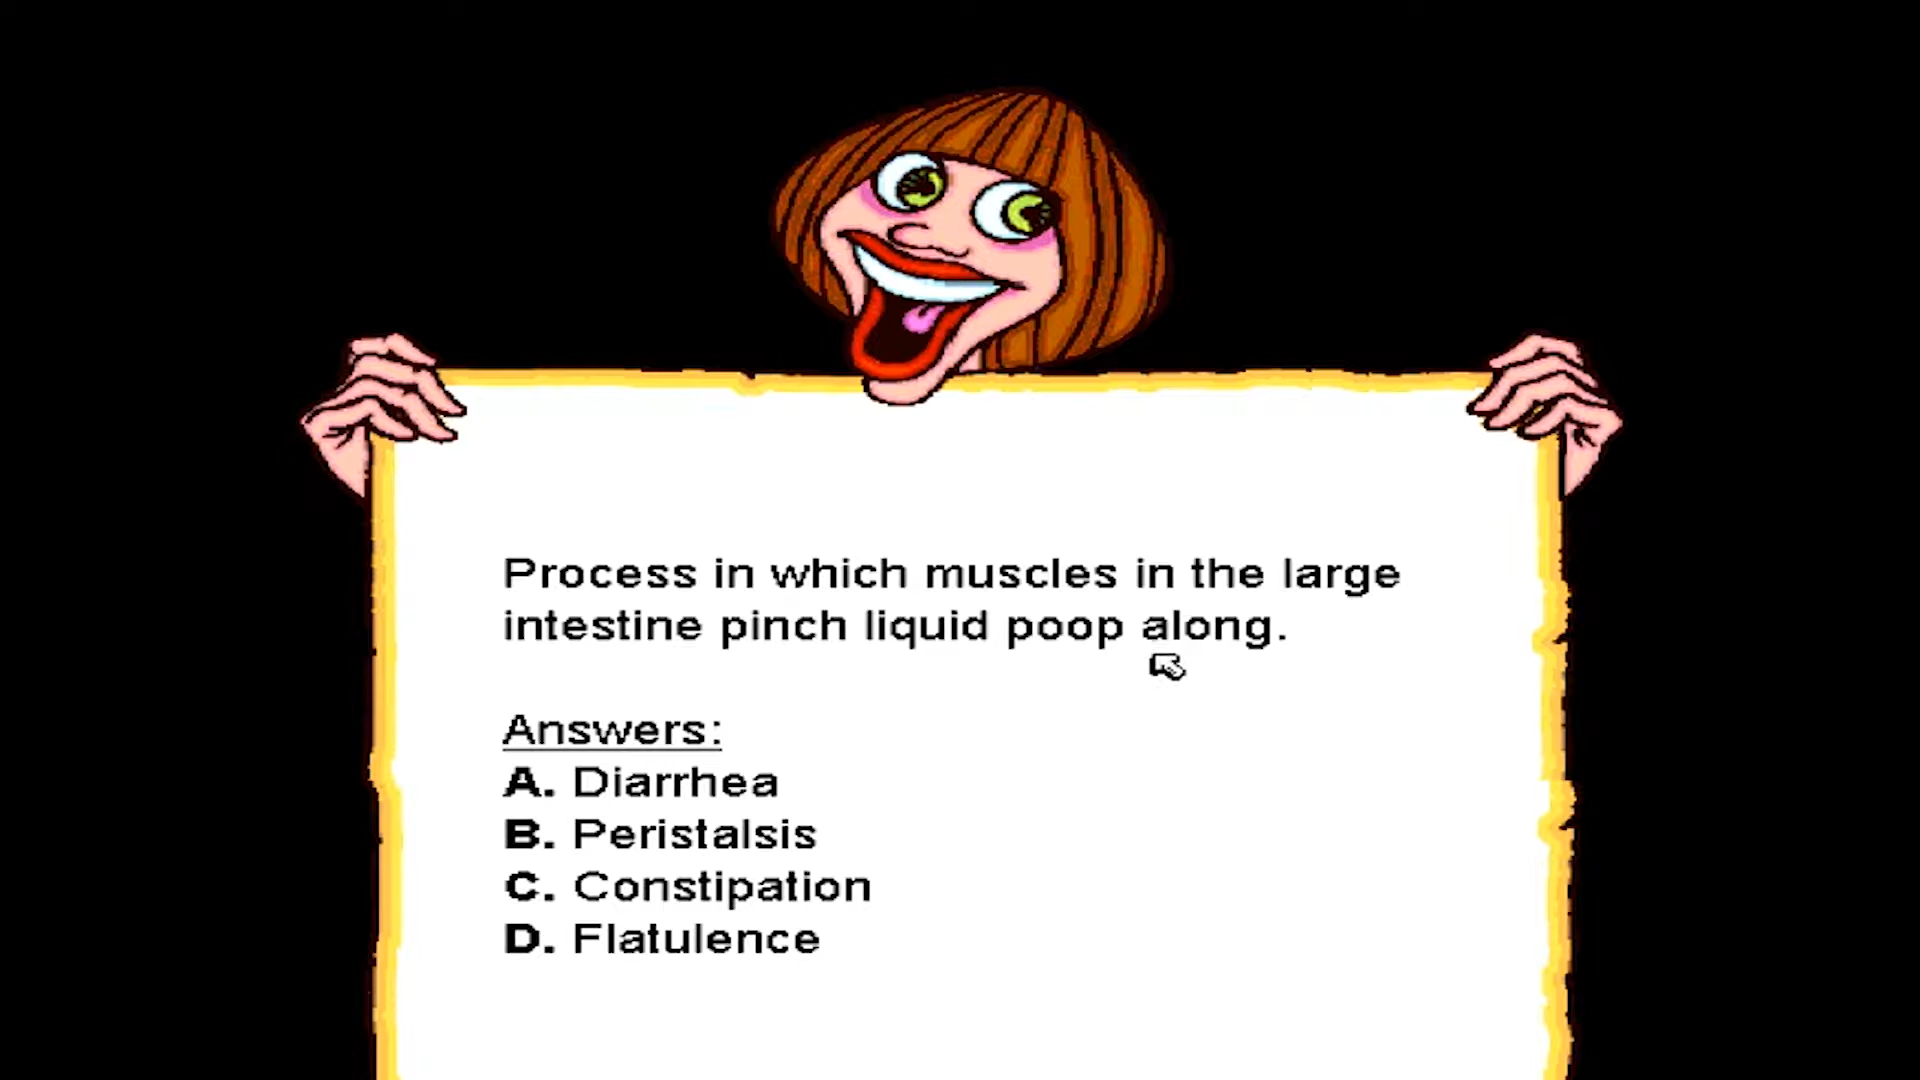 Process in which muscles in the large
intestine pinch liquid poop along.
Answers:
A. Diarrhea
B. Peristalsis
C. Constipation
D. Flatulence